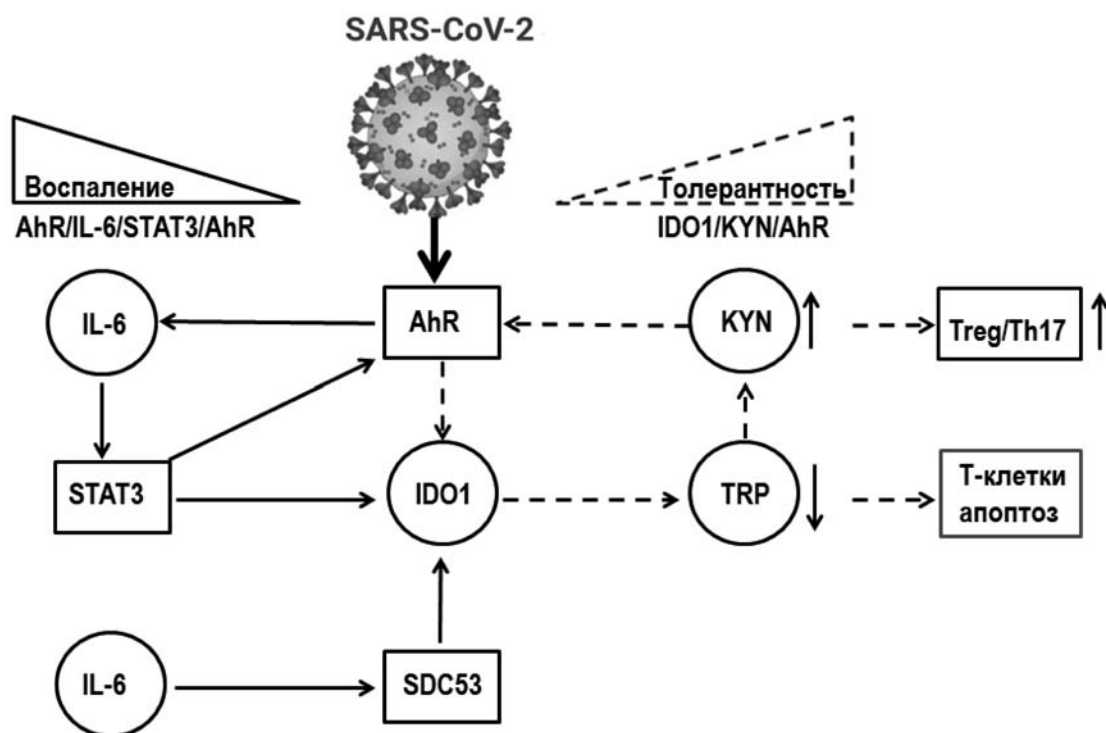 SARS-CoV-2
Воспаление
AhR/IL-6/STAT3/AhR
Толерантность
IDO1/KYN/AhR
IL-6
AhR
KYN
Treg/Th17
STAT3
IDO1
TRP
Т-клетки
апоптоз
IL-6
SDC53